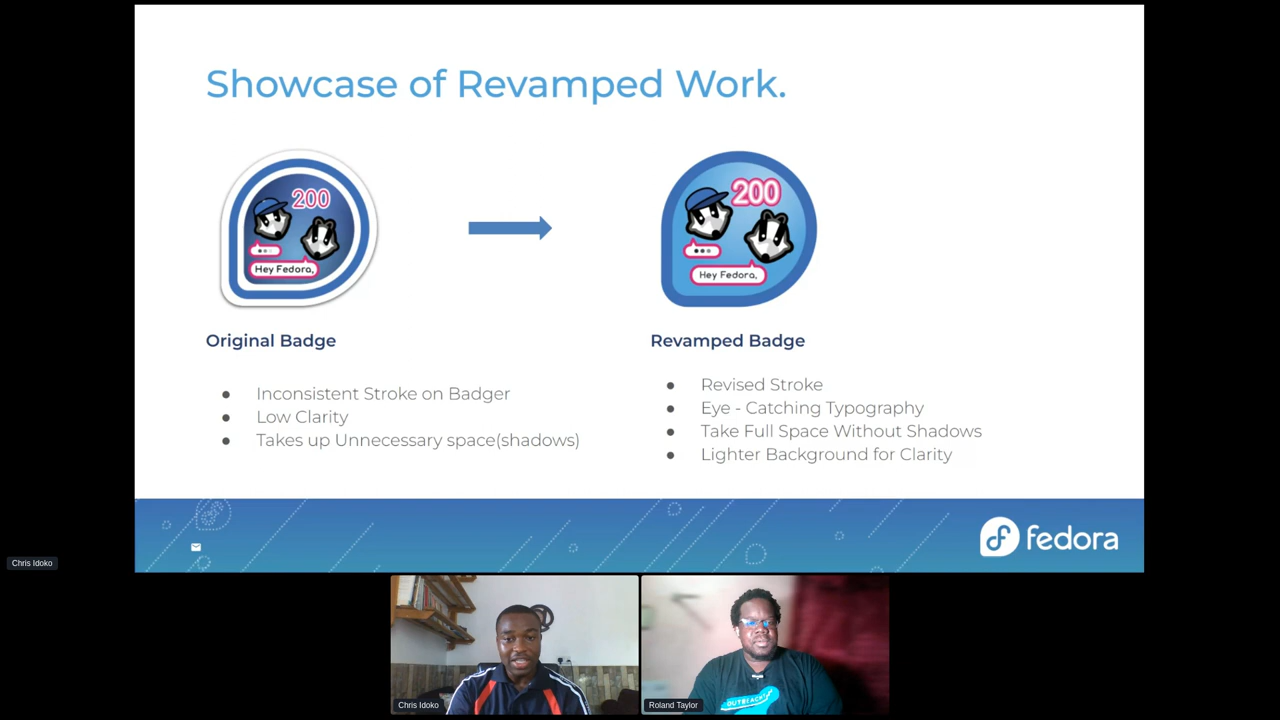 Showcase of Revamped Work.
200
Hey Fedora,
200
Hey Fedora,
Original Badge
Inconsistent Stroke on Badger
Low Clarity
Takes up Unnecessary space(shadows)
Revamped Badge
Revised Stroke
Eye - Catching Typography
Take Full Space Without Shadows
Lighter Background for Clarity
fedora
Chris Idoko
Chris Idoko
OUTREACHY
Roland Taylor